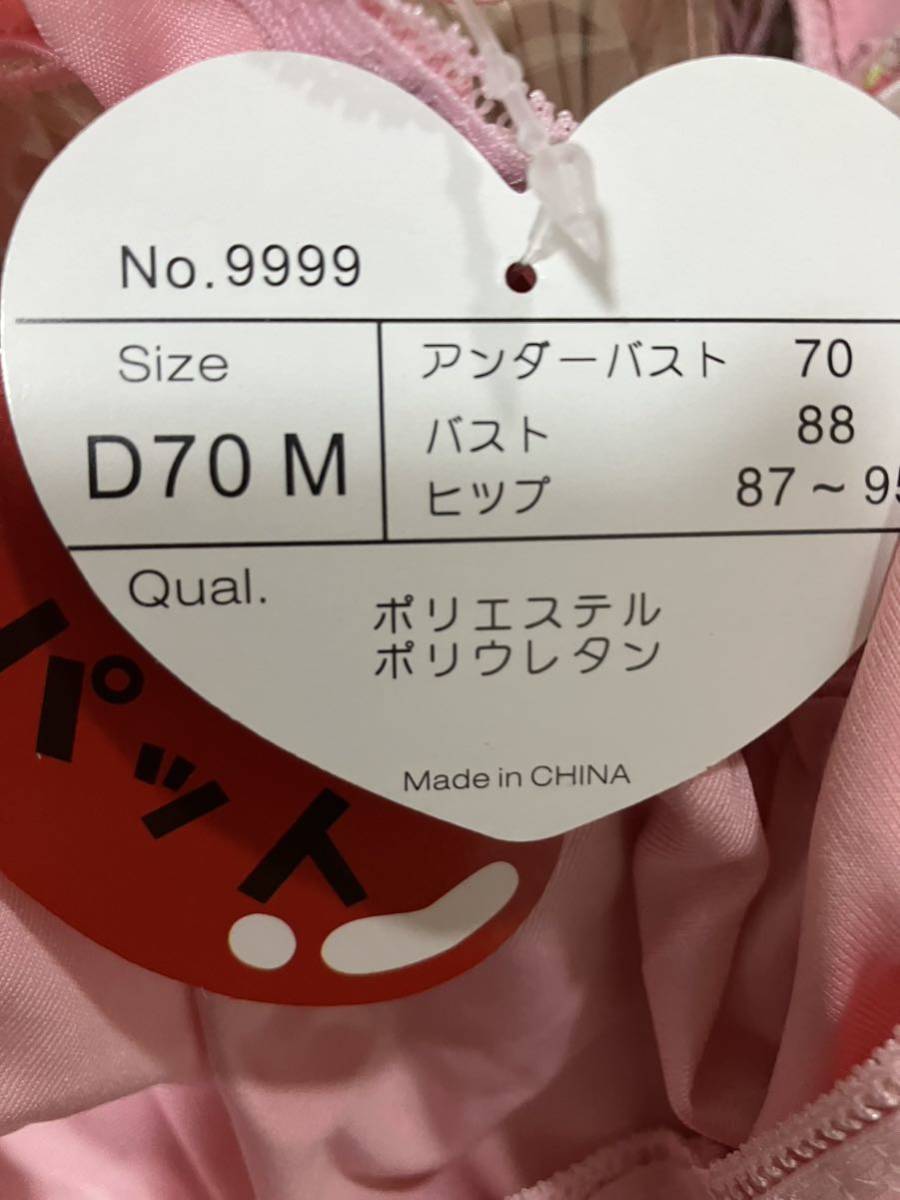 No.9999
Size
D70 M
アンダーバスト 70
バスト 88
ヒップ 87～95
Qual.
ポリエステル
ポリウレタン
Made in CHINA
パット